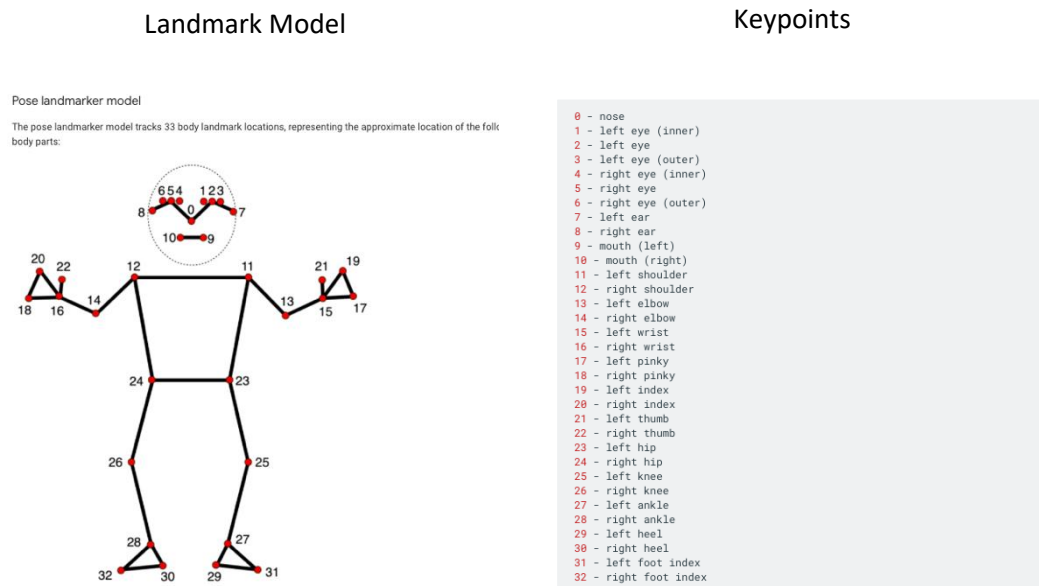 Landmark Model
Keypoints
Pose landmarker model
The pose landmarker model tracks 33 body landmark locations, representing the approximate location of the
body parts:
6 5 4 1 2 3
8 0 7
10 9
20 22 12 11 21 19
18 16 14 13 15 17
24 23
26 25
28 27
32 30 29 31
0 - nose
1 - left eye (inner)
2 - left eye
3 - left eye (outer)
4 - right eye (inner)
5 - right eye
6 - right eye (outer)
7 - left ear
8 - right ear
9 - mouth (left)
10 - mouth (right)
11 - left shoulder
12 - right shoulder
13 - left elbow
14 - right elbow
15 - left wrist
16 - right wrist
17 - left pinky
18 - right pinky
19 - left index
20 - right index
21 - left thumb
22 - right thumb
23 - left hip
24 - right hip
25 - left knee
26 - right knee
27 - left ankle
28 - right ankle
29 - left heel
30 - right heel
31 - left foot index
32 - right foot index